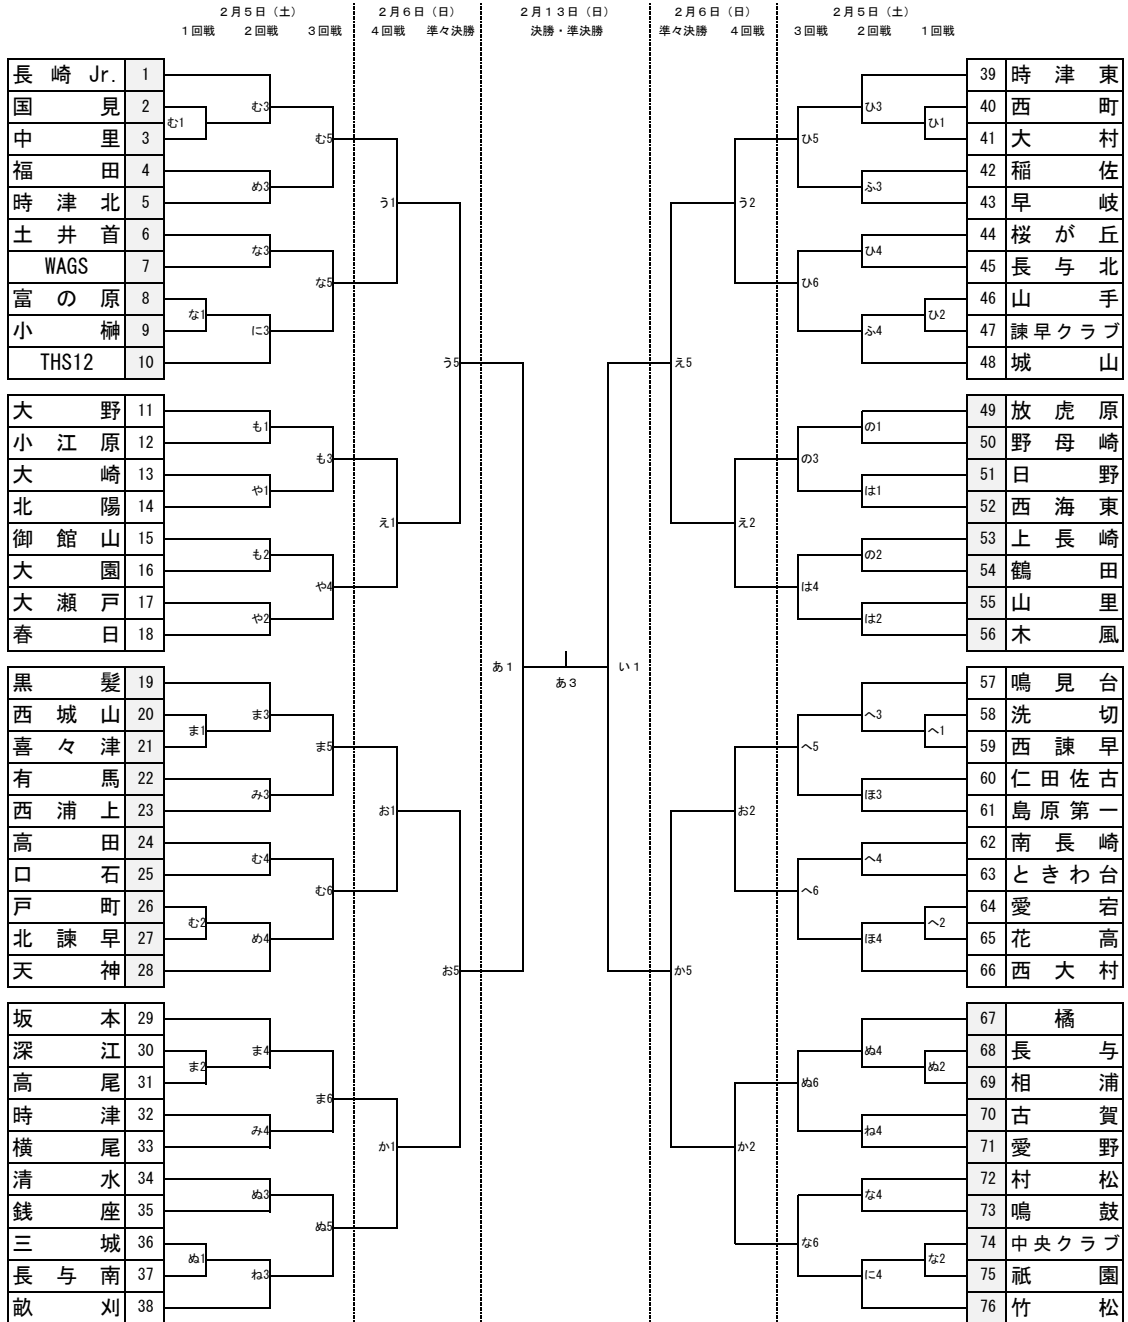 2月5日（土） 2月6日（日） 2月13日（日） 2月6日（日） 2月5日（土）
1回戦 2回戦 3回戦 4回戦 準々決勝 決勝・準決勝 準々決勝 4回戦 3回戦 2回戦 1回戦
長崎Jr. 1 39 時津東
国見 2 む3 ひ3 40 西町
む1 ひ1
中里 3 む5 ひ5 41 大村
福田 4 42 稲佐
め3 ふ3
時津北 5 う1 う2 43 早岐
土井首 6 44 桜が丘
な3 ひ4
WAGS 7 な5 ひ6 45 長与北
富の原 8 46 山手
な1 ひ2
小榊 9 に3 ふ4 47 諫早クラブ
THS12 10 う5 え5 48 城山
大野 11 49 放虎原
も1 の1
小江原 12 も3 の3 50 野母崎
大崎 13 51 日野
や1 は1
北陽 14 え1 え2 52 西海東
御館山 15 53 上長崎
も2 の2
大園 16 や4 は4 54 鶴田
大瀬戸 17 55 山里
や2 は2
春日 18 56 木風
あ1 い1
あ3
黒髪 19 57 鳴見台
西城山 20 ま3 へ3 58 洗切
ま1 へ1
喜々津 21 ま5 へ5 59 西諫早
有馬 22 60 仁田佐古
み3 ほ3
西浦上 23 お1 お2 61 島原第一
高田 24 62 南長崎
む4 へ4
口石 25 む6 へ6 63 ときわ台
戸町 26 64 愛宕
む2 へ2
北諫早 27 め4 ほ4 65 花高
天神 28 お5 か5 66 西大村
坂本 29 67 橘
深江 30 ま4 ぬ4 68 長与
ま2 ぬ2
高尾 31 ま6 ぬ6 69 相浦
時津 32 70 古賀
み4 ね4
横尾 33 か1 か2 71 愛野
清水 34 72 村松
ぬ3 な4
銭座 35 ぬ5 な6 73 鳴鼓
三城 36 74 中央クラブ
ぬ1 な2
長与南 37 ね3 に4 75 祇園
畝刈 38 76 竹松